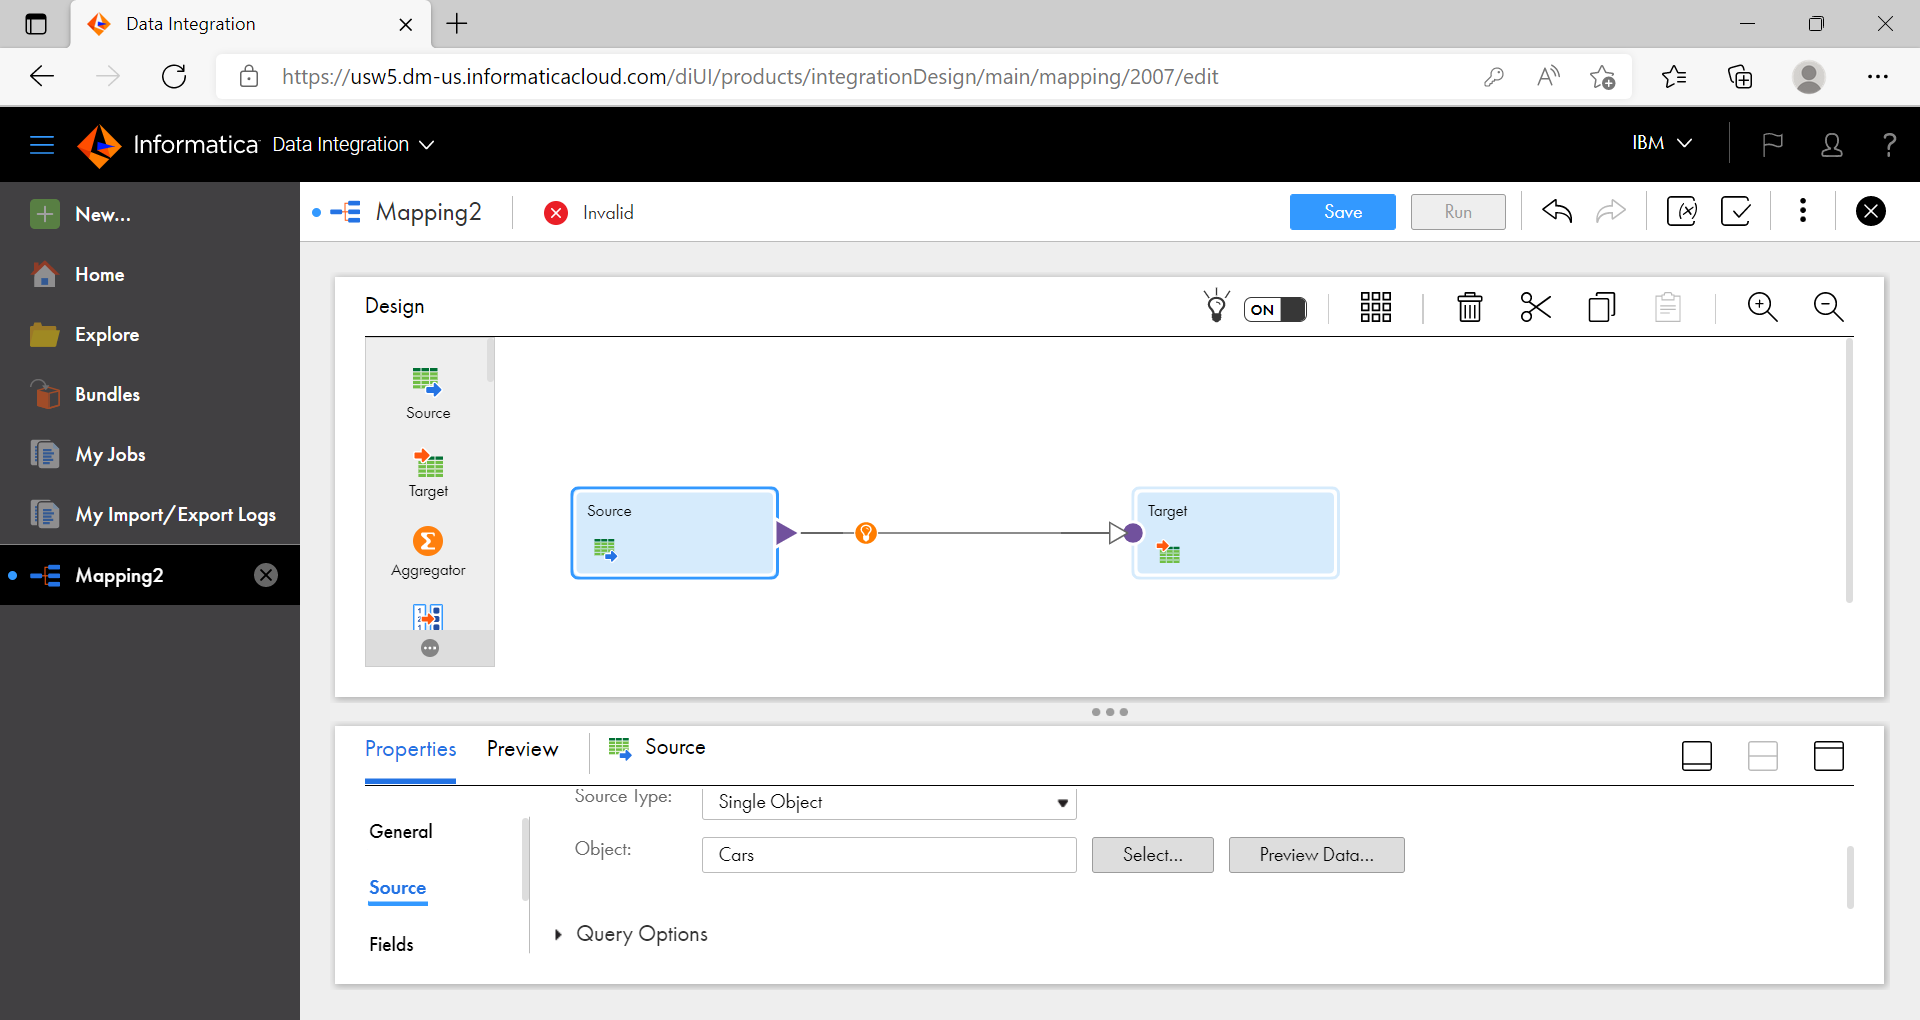 Data Integration
https://usw5.dm-us.informaticacloud.com/diUI/products/integrationDesign/main/mapping/2007/edit
Informatica Data Integration
IBM
?
New...
Home
Explore
Bundles
My Jobs
My Import/Export Logs
Mapping2
Mapping2
Invalid
Save
Run
Design
ON
Source
Target
Aggregator
Source
Target
Properties
Preview
Source
General
Source
Fields
Source Type:
Single Object
Object:
Cars
Select...
Preview Data...
Query Options